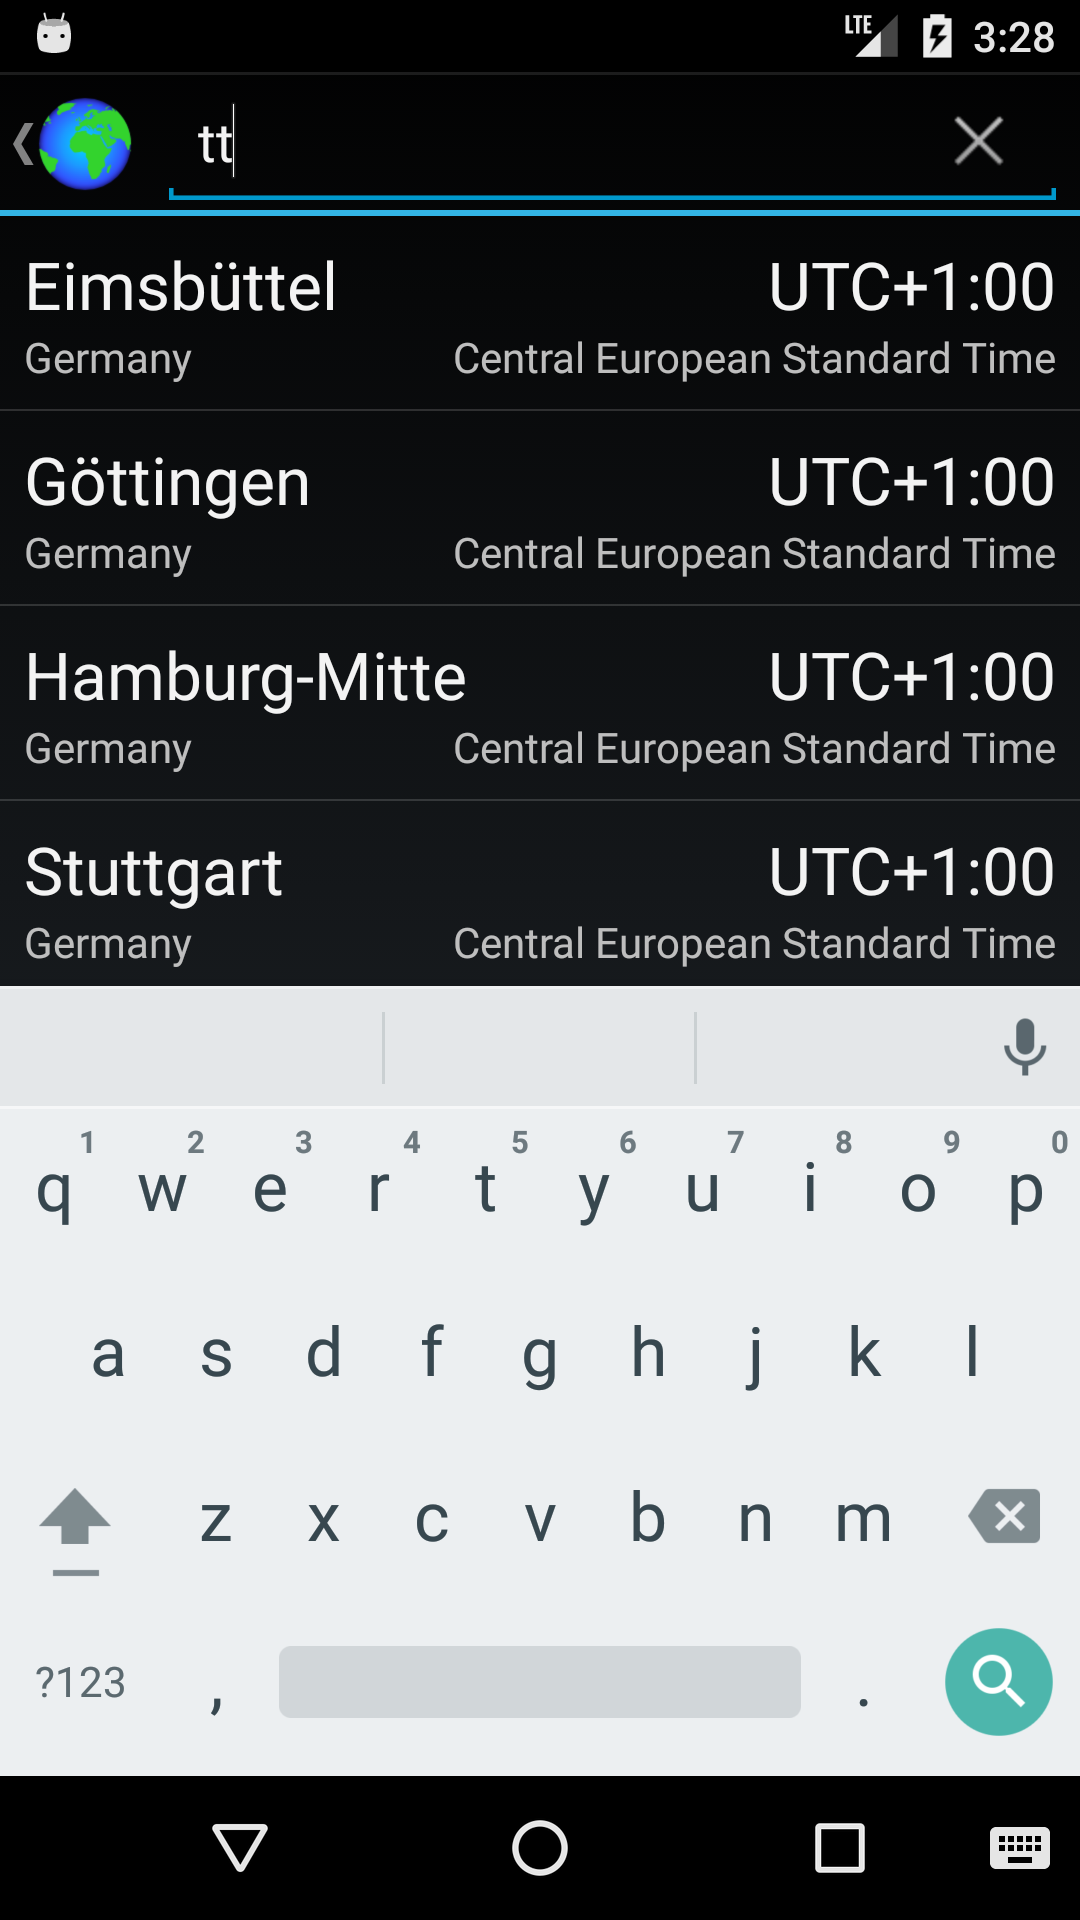 LTE 3:28
tt
Eimsbüttel UTC+1:00
Germany Central European Standard Time
Göttingen UTC+1:00
Germany Central European Standard Time
Hamburg-Mitte UTC+1:00
Germany Central European Standard Time
Stuttgart UTC+1:00
Germany Central European Standard Time
1 2 3 4 5 6 7 8 9 0
q w e r t y u i o p
a s d f g h j k l
z x c v b n m
?123 , .